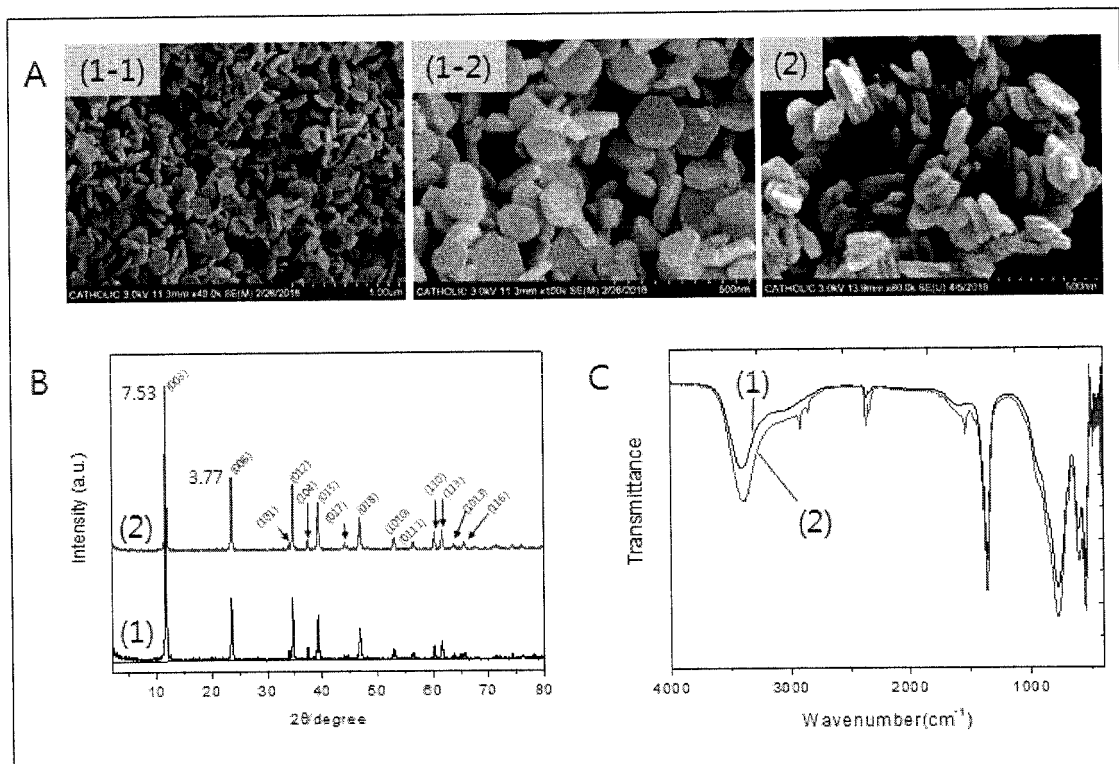 A
(1-1)
(1-2)
(2)
CATHOLIC 3.0kV 11.3mm x40.0k SE(M) 2/26/2016 1.00um
CATHOLIC 3.0kV 11.3mm x100k SE(M) 2/26/2016 500nm
CATHOLIC 3.0kV 13.9mm x80.0k SE(U) 4/5/2016 500nm
B
7.53
(003)
3.77
(006)
(101)
(012)
(104)
(015)
(017)
(018)
(1010)
(0111)
(110)
(113)
(1013)
(116)
(2)
(1)
Intensity (a.u.)
10 20 30 40 50 60 70 80
2θ/degree
C
(1)
(2)
Transmittance
4000 3000 2000 1000
Wavenumber(cm⁻¹)